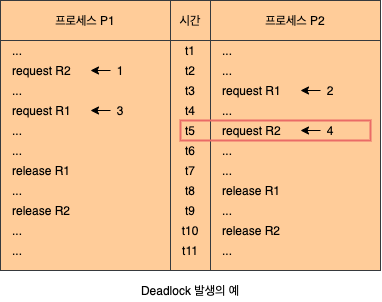 프로세스 P1 시간 프로세스 P2
... t1 ...
request R2 1 t2 ...
... t3 request R1 2
request R1 3 t4 ...
... t5 request R2 4
... t6 ...
release R1 t7 ...
... t8 release R1
release R2 t9 ...
... t10 release R2
... t11 ...
Deadlock 발생의 예